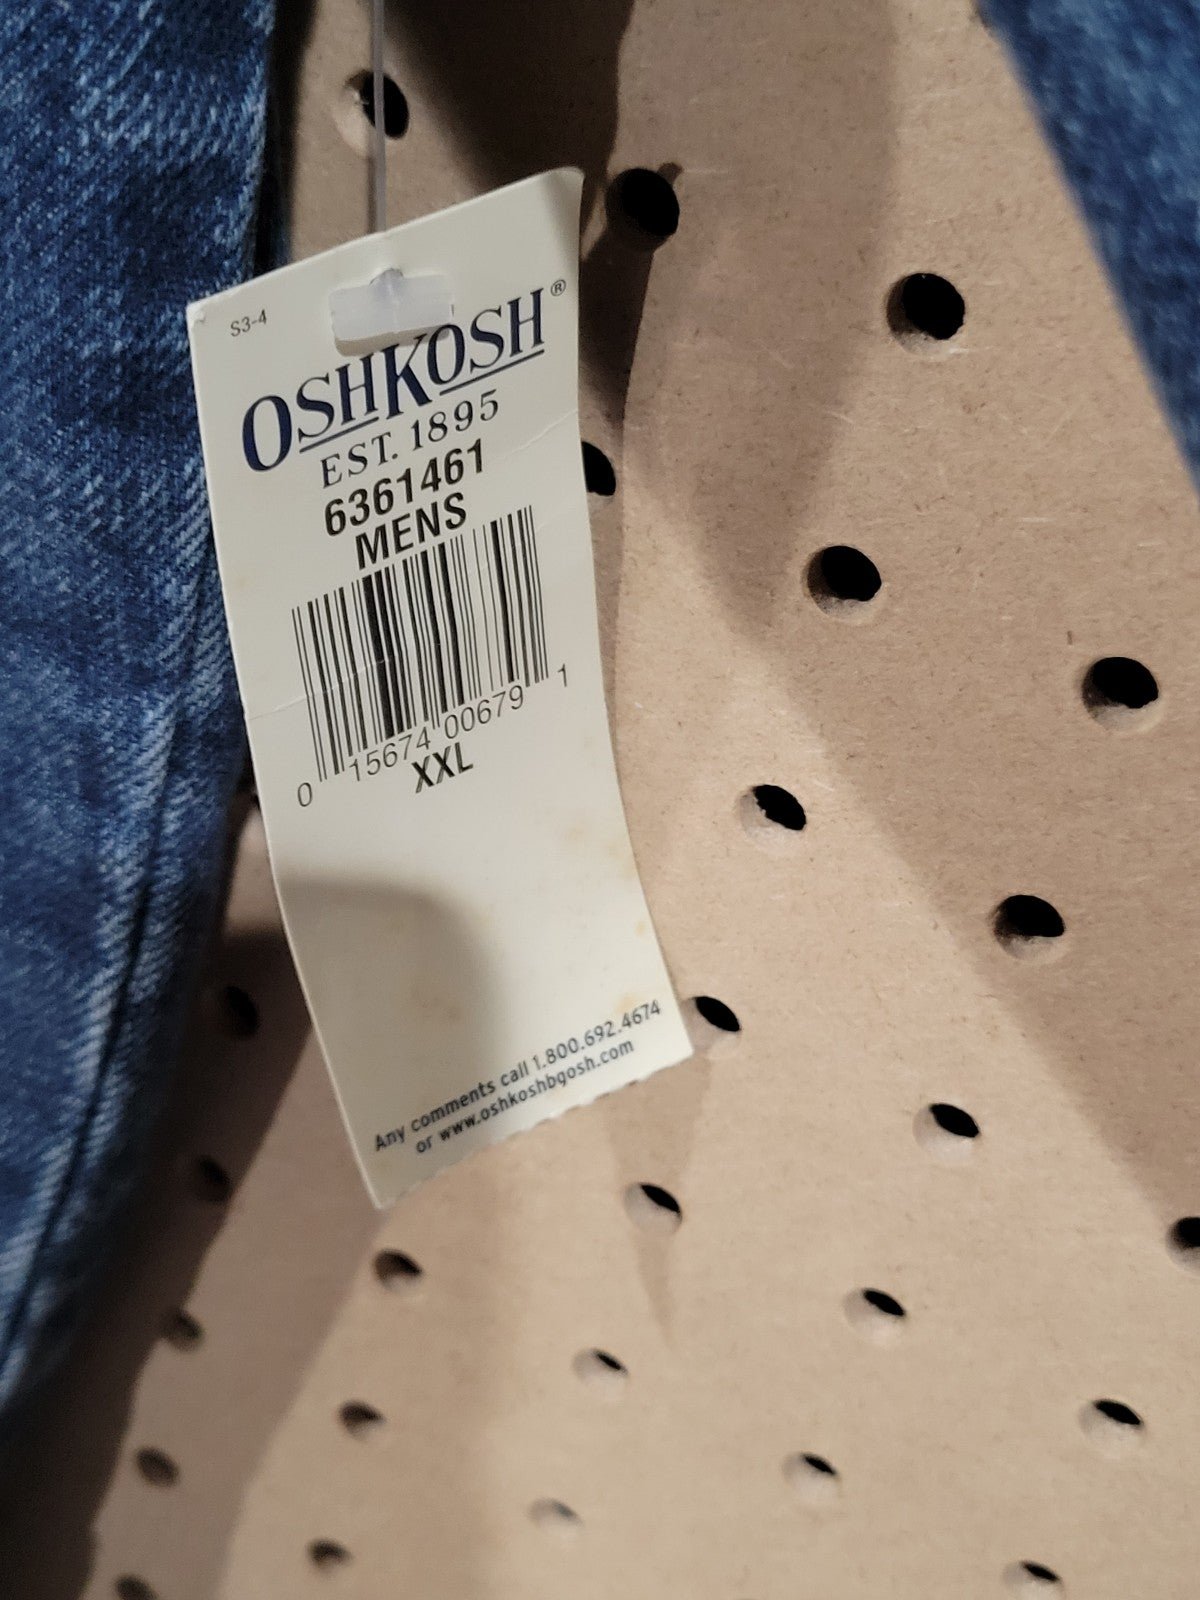 S3-4
OSHKOSH®
EST. 1895
6361461
MENS
0 15674 00679 1
XXL
Any comments call 1.800.692.4674
or www.oshkoshbgosh.com